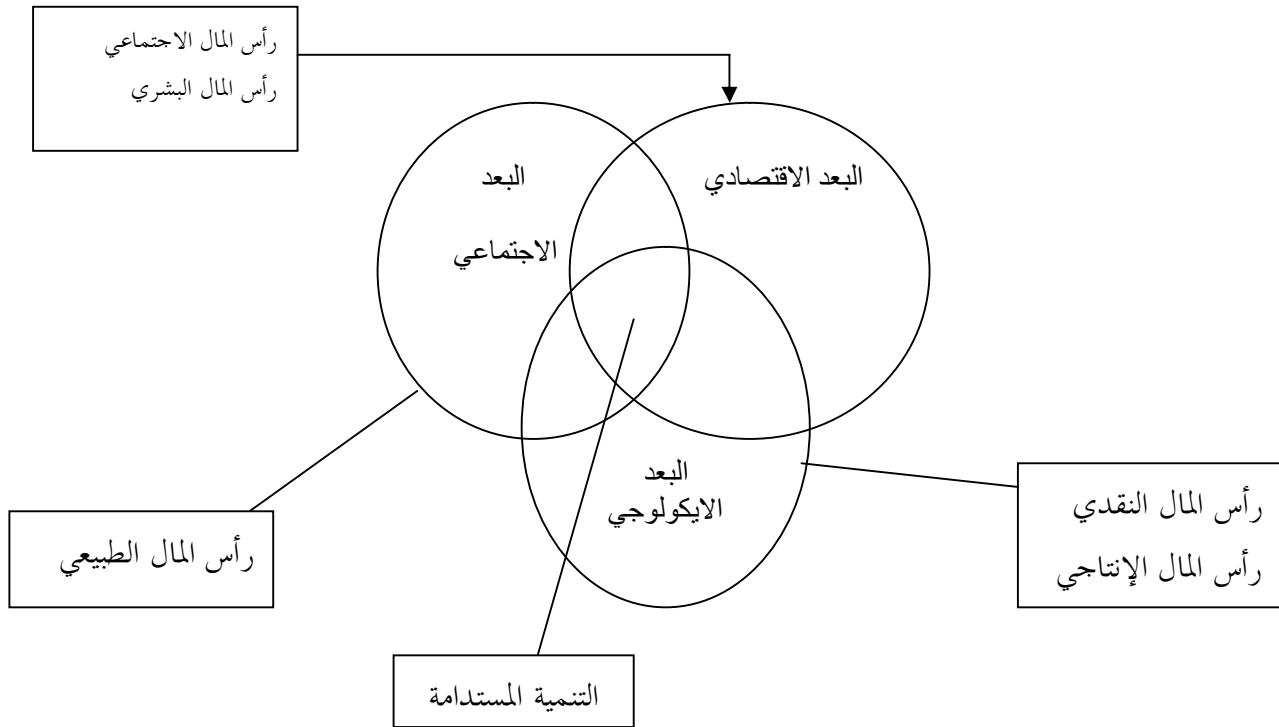 رأس المال الاجتماعي
رأس المال البشري
البعد الاقتصادي
البعد
الاجتماعي
البعد
الايكولوجي
رأس المال النقدي
رأس المال الإنتاجي
رأس المال الطبيعي
التنمية المستدامة